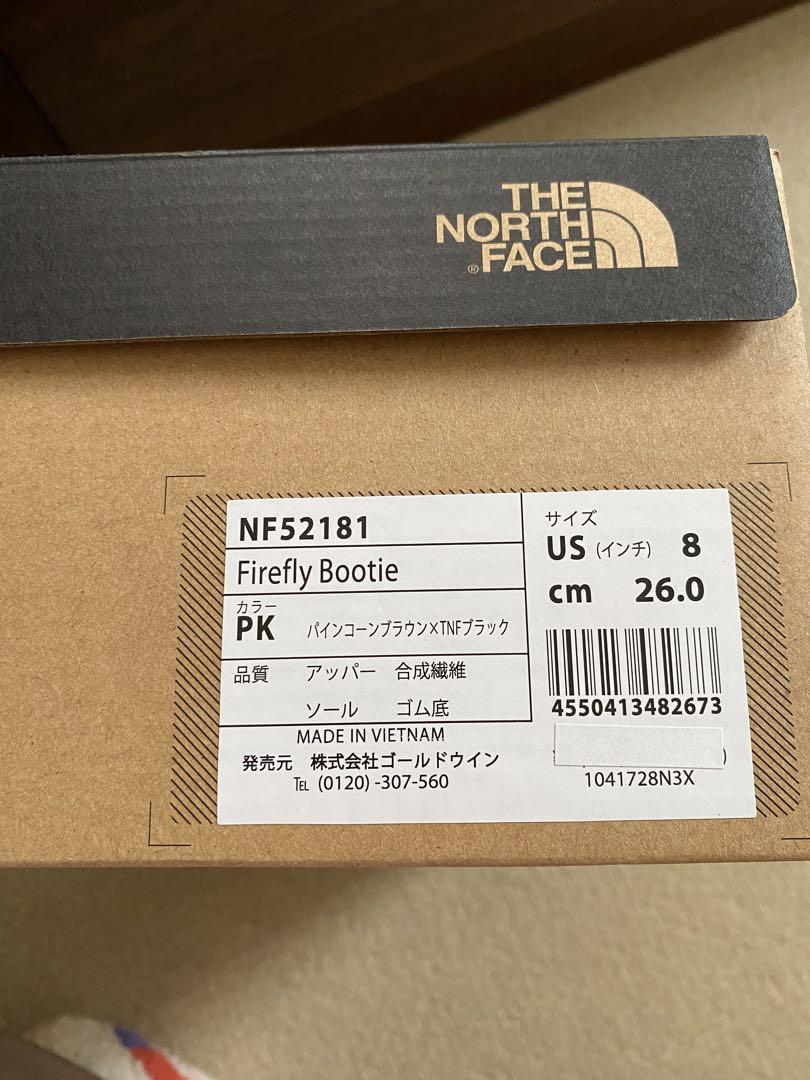 THE
NORTH
® FACE
NF52181
Firefly Bootie
カラー
PK パインコーンブラウン×TNFブラック
品質 アッパー 合成繊維
ソール ゴム底
MADE IN VIETNAM
発売元 株式会社ゴールドウイン
TEL (0120) -307-560
サイズ
US (インチ) 8
cm 26.0
4550413482673
1041728N3X